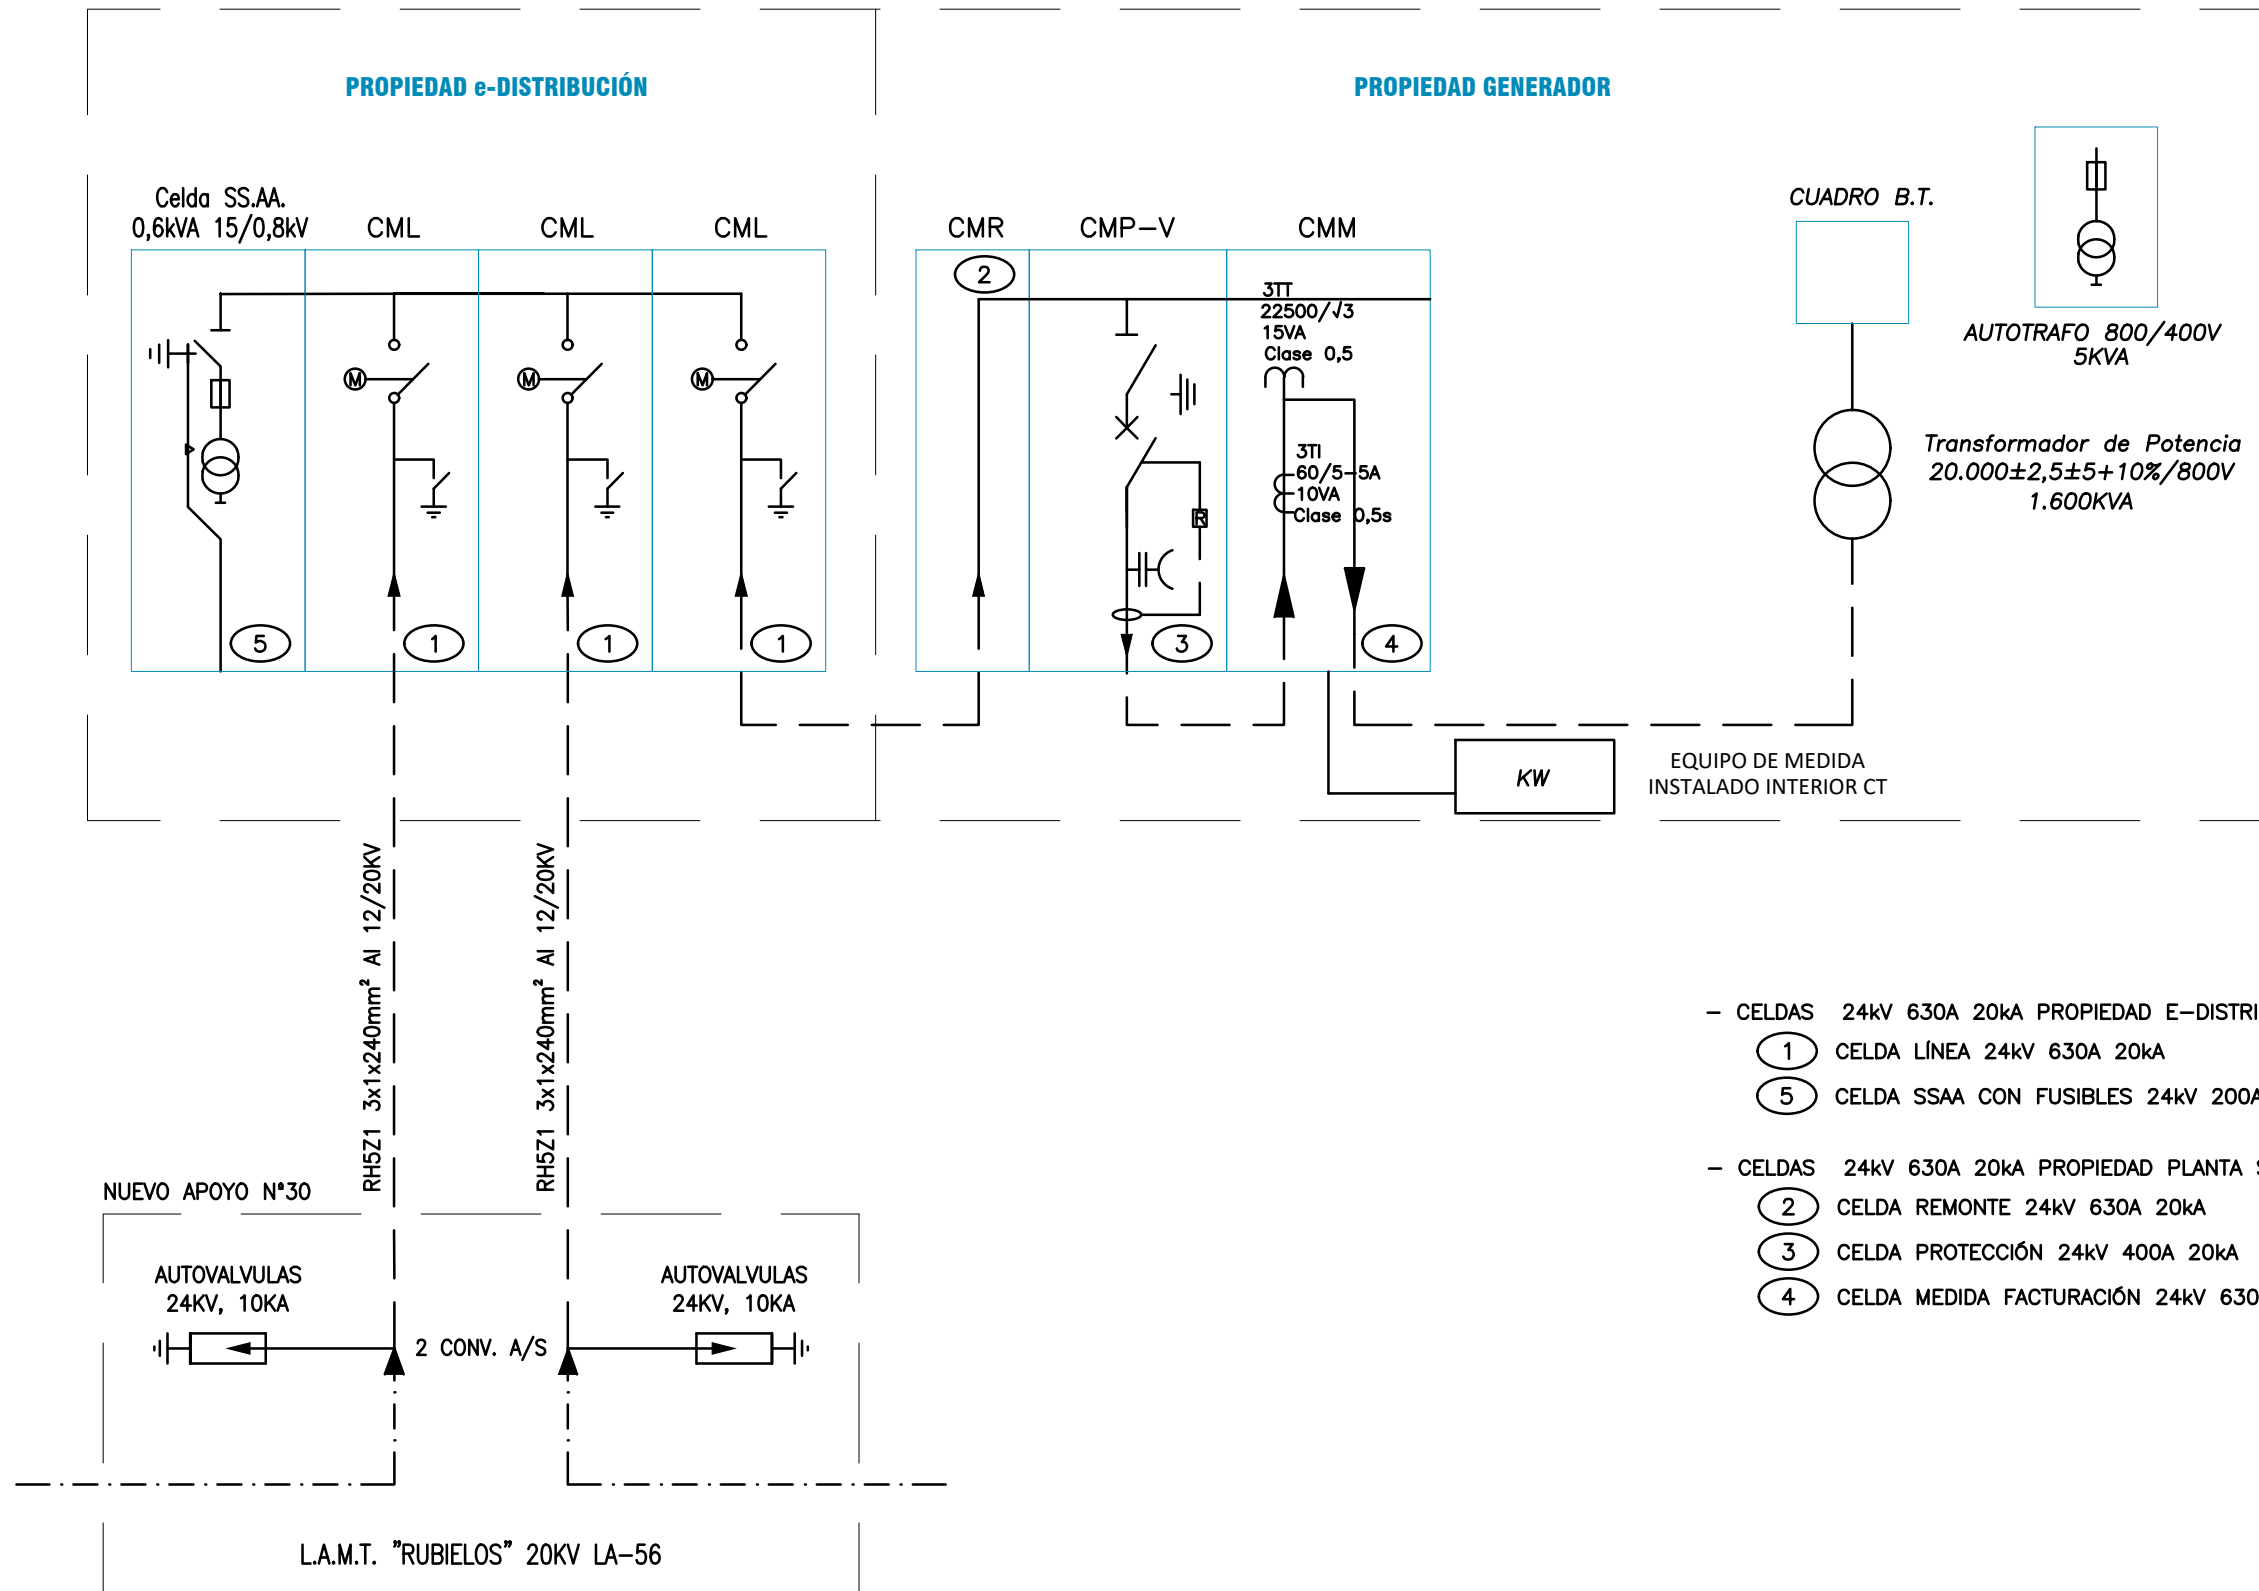 PROPIEDAD e-DISTRIBUCIÓN
PROPIEDAD GENERADOR
Celda SS.AA.
0,6kVA 15/0,8kV
CML
CML
CML
CMR
CMP-V
CMM
CUADRO B.T.
2
3TT
22500/√3
15VA
Clase 0,5
M
M
M
3TI
60/5-5A
10VA
Clase 0,5s
R
5
1
1
1
3
4
AUTOTRAFO 800/400V
5KVA
Transformador de Potencia
20.000±2,5±5+10%/800V
1.600KVA
KW
EQUIPO DE MEDIDA
INSTALADO INTERIOR CT
RH5Z1 3x1x240mm² Al 12/20KV
RH5Z1 3x1x240mm² Al 12/20KV
- CELDAS 24kV 630A 20kA PROPIEDAD E-DISTRI
1 CELDA LÍNEA 24kV 630A 20kA
5 CELDA SSAA CON FUSIBLES 24kV 200A
- CELDAS 24kV 630A 20kA PROPIEDAD PLANTA
2 CELDA REMONTE 24kV 630A 20kA
3 CELDA PROTECCIÓN 24kV 400A 20kA
4 CELDA MEDIDA FACTURACIÓN 24kV 630
NUEVO APOYO Nº30
AUTOVALVULAS
24KV, 10KA
AUTOVALVULAS
24KV, 10KA
2 CONV. A/S
L.A.M.T. "RUBIELOS" 20KV LA-56